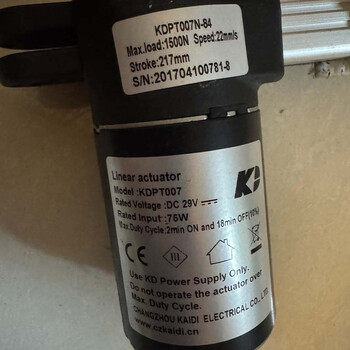 KDPT007N-84
Max.load:1500N Speed:22mm/s
Stroke:217mm
S/N:201704100781-8
KD
Linear actuator
Model:KDPT007
Rated Voltage:DC 29V
Rated Input:75W
Max.Duty Cycle:2min ON and 18min OFF(10%)
CE
Use KD Power Supply Only.
Do not operate the actuator over
Max. Duty Cycle.
CHANGZHOU KAIDI ELECTRICAL CO.,LTD.
www.czkaidi.cn